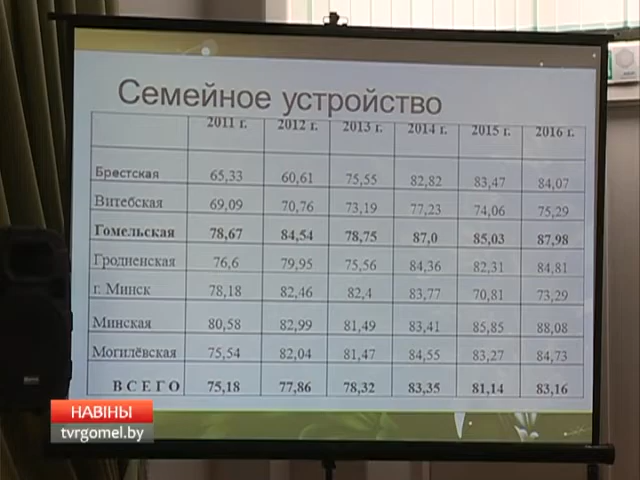 Семейное устройство
2011 г. 2012 г. 2013 г. 2014 г. 2015 г. 2016 г.
Брестская 65,33 60,61 75,55 82,82 83,47 84,07
Витебская 69,09 70,76 73,19 77,23 74,06 75,29
Гомельская 78,67 84,54 78,75 87,0 85,03 87,98
Гродненская 76,6 79,95 75,56 84,36 82,31 84,81
г. Минск 78,18 82,46 82,4 83,77 70,81 73,29
Минская 80,58 82,99 81,49 83,41 85,85 88,08
Могилёвская 75,54 82,04 81,47 84,55 83,27 84,73
ВСЕГО 75,18 77,86 78,32 83,35 81,14 83,16
НАВІНЫ
tvrgomel.by